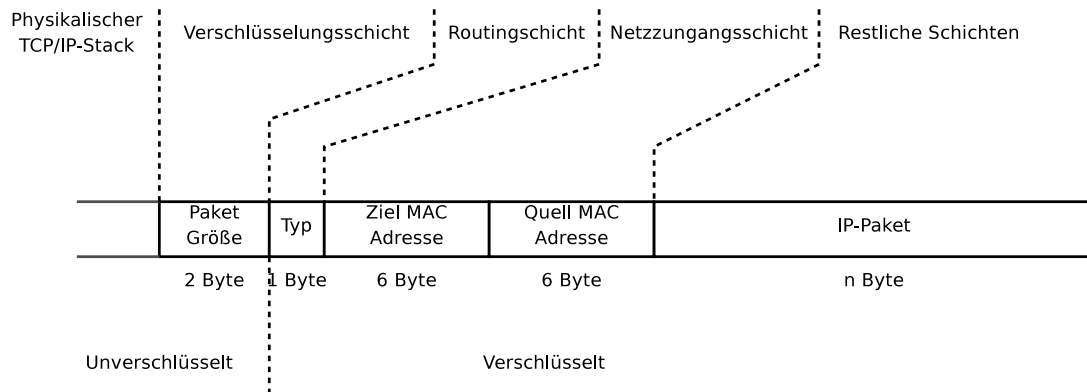 Physikalischer
TCP/IP-Stack
Verschlüsselungsschicht
Routingschicht
Netzzungangsschicht
Restliche Schichten
Paket
Größe
Typ
Ziel MAC
Adresse
Quell MAC
Adresse
IP-Paket
2 Byte
1 Byte
6 Byte
6 Byte
n Byte
Unverschlüsselt
Verschlüsselt